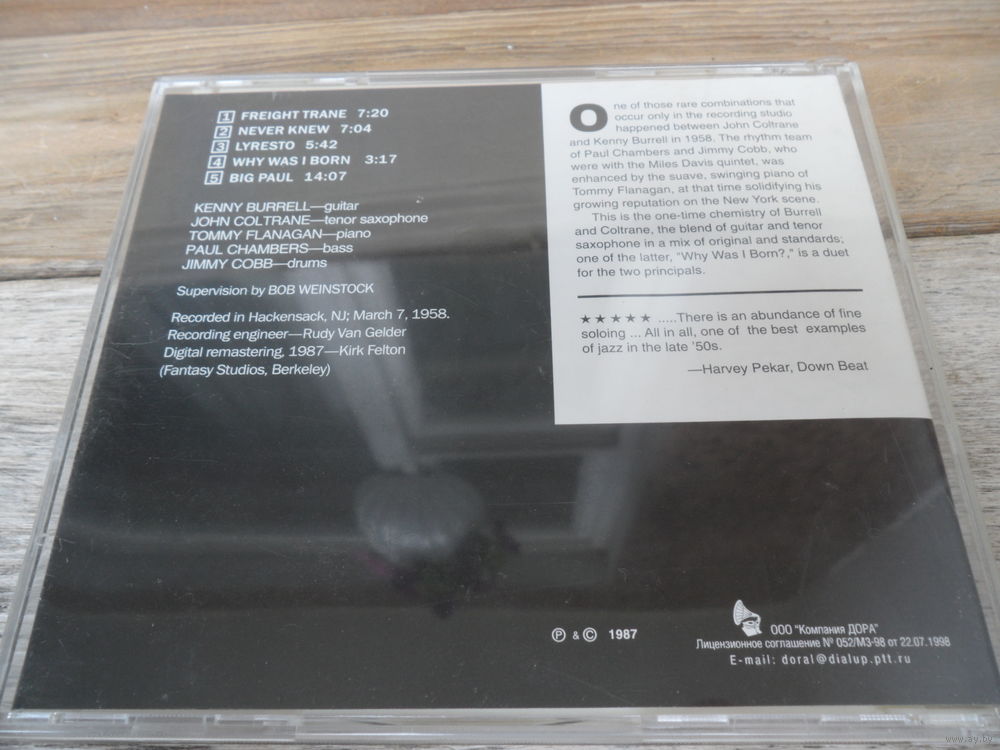 1 FREIGHT TRANE 7:20
2 NEVER KNEW 7:04
3 LYRESTO 5:42
4 WHY WAS I BORN 3:17
5 BIG PAUL 14:07
KENNY BURRELL—guitar
JOHN COLTRANE—tenor saxophone
TOMMY FLANAGAN—piano
PAUL CHAMBERS—bass
JIMMY COBB—drums
Supervision by BOB WEINSTOCK
Recorded in Hackensack, NJ; March 7, 1958.
Recording engineer—Rudy Van Gelder
Digital remastering, 1987—Kirk Felton
(Fantasy Studios, Berkeley)
One of those rare combinations that
occur only in the recording studio
happened between John Coltrane
and Kenny Burrell in 1958. The rhythm team
of Paul Chambers and Jimmy Cobb, who
were with the Miles Davis quintet, was
enhanced by the suave, swinging piano of
Tommy Flanagan, at that time solidifying his
growing reputation on the New York scene.
This is the one-time chemistry of Burrell
and Coltrane, the blend of guitar and tenor
saxophone in a mix of original and standards;
one of the latter, "Why Was I Born?," is a duet
for the two principals.
★★★★★ .....There is an abundance of fine
soloing ... All in all, one of the best examples
of jazz in the late '50s.
—Harvey Pekar, Down Beat
℗ & © 1987
ООО "Компания ДОРА"
Лицензионное соглашение № 052/МЗ-98 от 22.07.1998
E-mail: doral@dialup.ptt.ru
www.ay.by